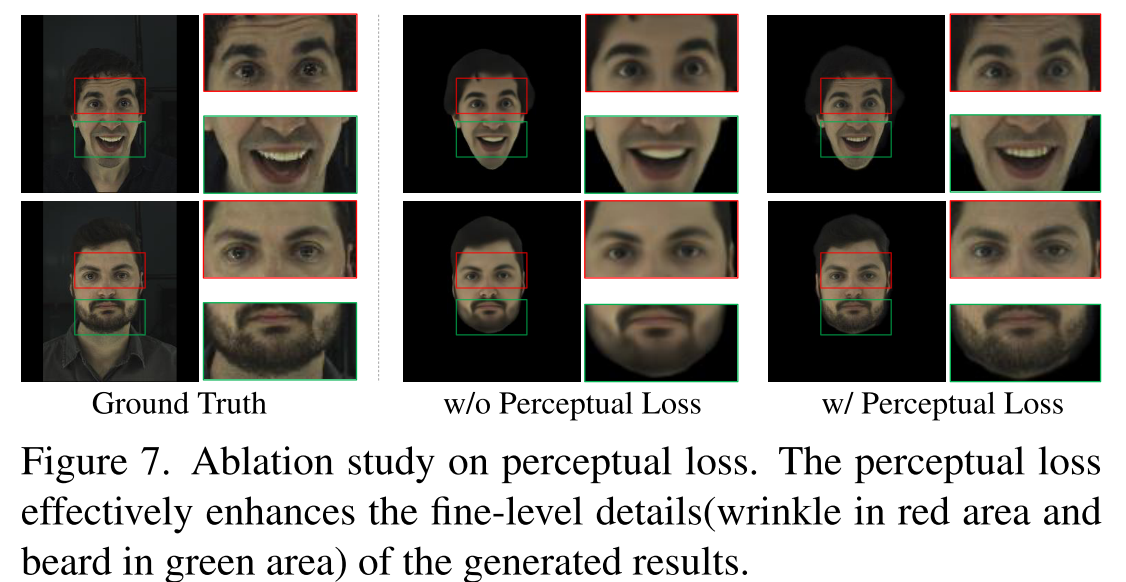 Ground Truth
w/o Perceptual Loss
w/ Perceptual Loss
Figure 7. Ablation study on perceptual loss. The perceptual loss
effectively enhances the fine-level details(wrinkle in red area and
beard in green area) of the generated results.